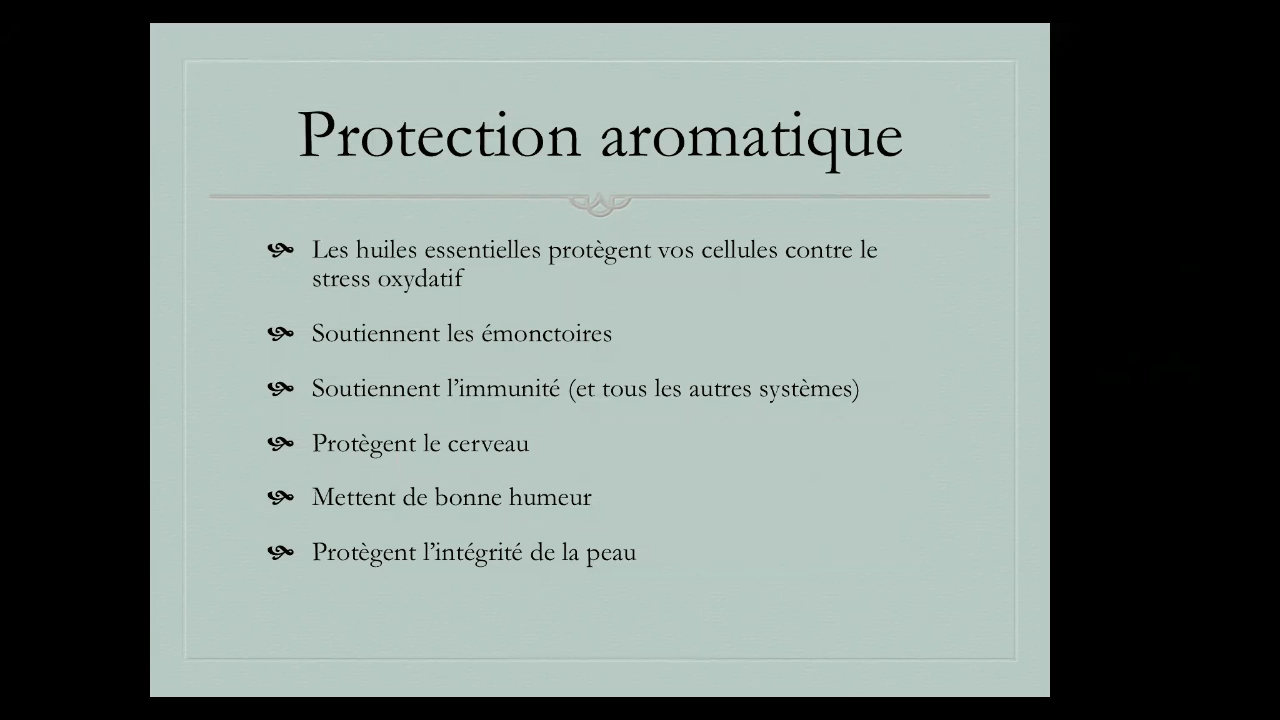 Protection aromatique
Les huiles essentielles protègent vos cellules contre le
stress oxydatif
Soutiennent les émonctoires
Soutiennent l’immunité (et tous les autres systèmes)
Protègent le cerveau
Mettent de bonne humeur
Protègent l’intégrité de la peau